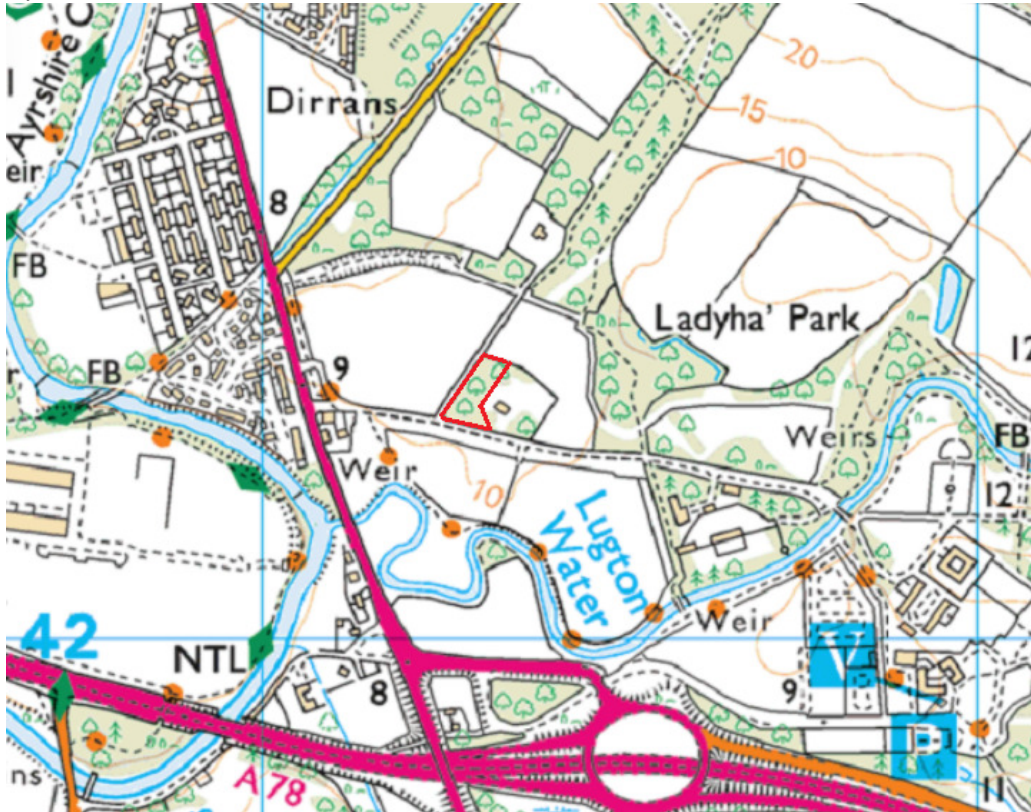 Ayrshire C
eir
Dirrans
20
15
10
8
FB
Ladyha' Park
12
FB
9
Weirs
FB
Weir
10
12
Lugton
Water
Weir
42
NTL
8
9
V
A 78
ns
11